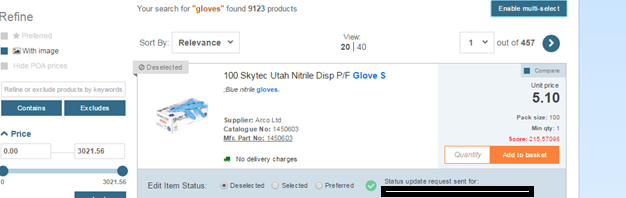 Your search for "gloves" found 9123 products
Enable multi-select
Refine
Preferred
With image
Hide POA prices
Refine or exclude products by keywords.
Contains
Excludes
Price
0.00
3021.56
0
3021.56
Sort By:
Relevance
View:
20 | 40
1
out of 457
Deselected
Compare
100 Skytec Utah Nitrile Disp P/F Glove S
;Blue nitrile gloves.
Supplier: Arco Ltd
Catalogue No: 1450603
Mfr. Part No: 1450603
No delivery charges
Unit price
5.10
Pack size: 100
Min qty: 1
Score: 215.57098
Quantity
Add to basket
Edit Item Status:
Deselected
Selected
Preferred
Status update request sent for: